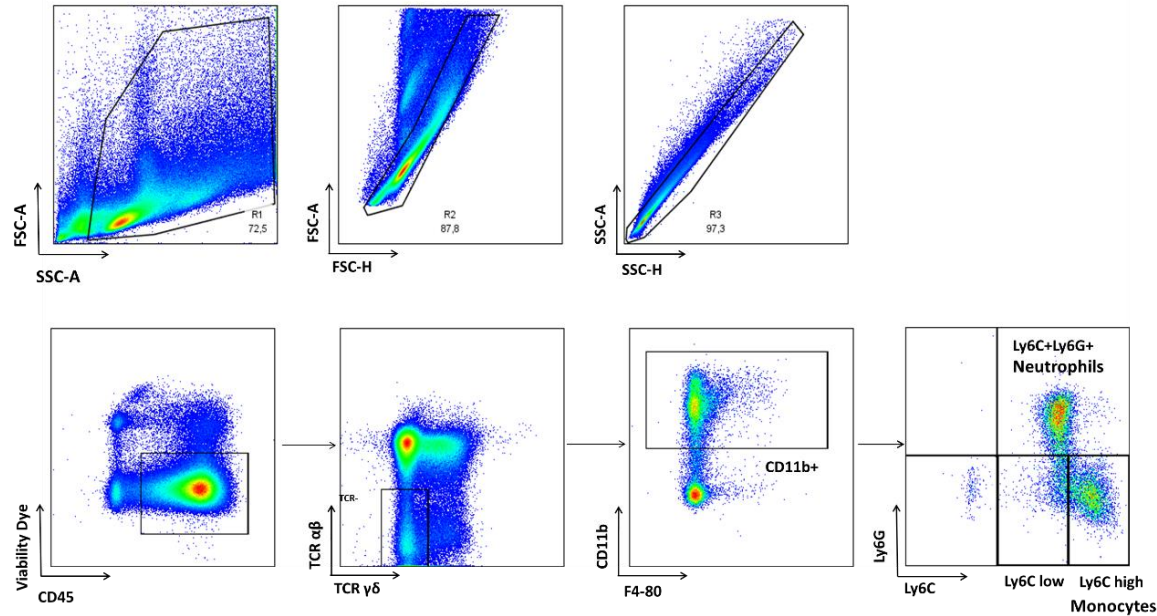 FSC-A
R1
72,5
SSC-A
FSC-A
R2
87,8
FSC-H
SSC-A
R3
97,3
SSC-H
Viability Dye
CD45
TCR-
TCR αβ
TCR γδ
CD11b+
CD11b
F4-80
Ly6C+Ly6G+
Neutrophils
Ly6G
Ly6C
Ly6C low
Ly6C high
Monocytes